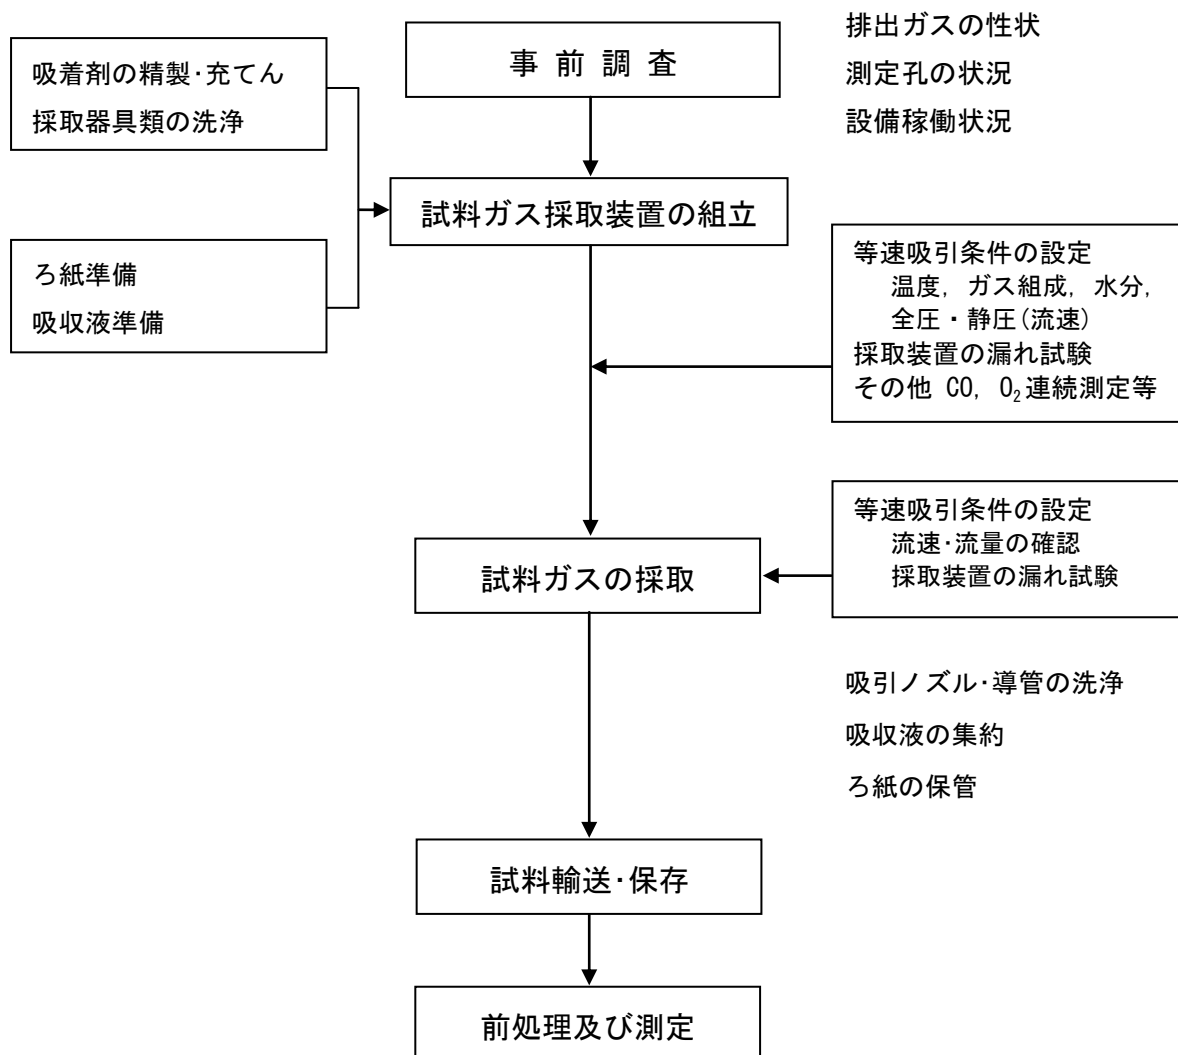 事 前 調 査
排出ガスの性状
測定孔の状況
設備稼働状況
吸着剤の精製･充てん
採取器具類の洗浄
ろ紙準備
吸収液準備
試料ガス採取装置の組立
等速吸引条件の設定
温度, ガス組成, 水分,
全圧・静圧(流速)
採取装置の漏れ試験
その他 CO, O₂連続測定等
試料ガスの採取
等速吸引条件の設定
流速･流量の確認
採取装置の漏れ試験
吸引ノズル･導管の洗浄
吸収液の集約
ろ紙の保管
試料輸送･保存
前処理及び測定